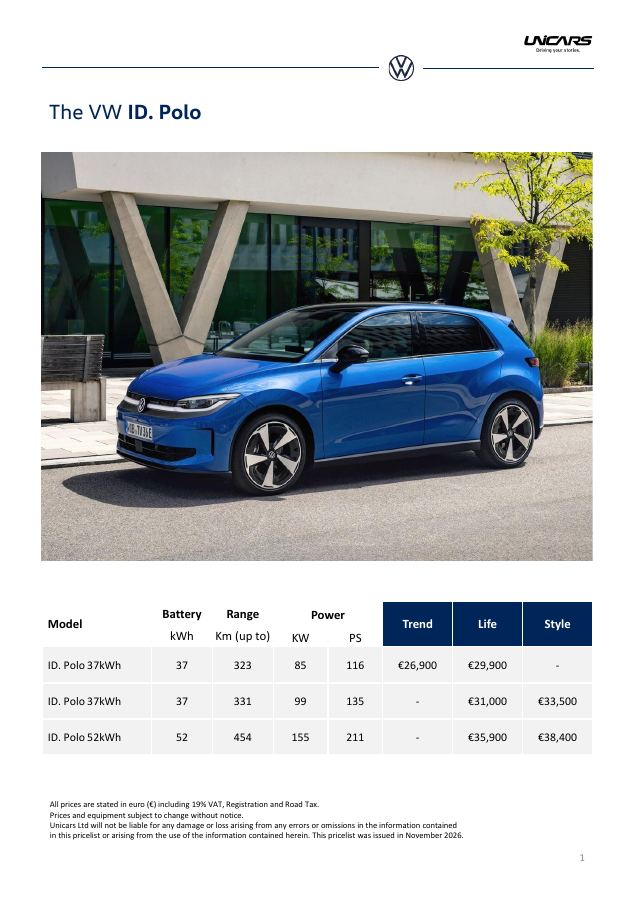 UNICARS
Driving your stories.
The VW ID. Polo
Model Battery Range Power Trend Life Style
kWh Km (up to) KW PS
ID. Polo 37kWh 37 323 85 116 €26,900 €29,900 -
ID. Polo 37kWh 37 331 99 135 - €31,000 €33,500
ID. Polo 52kWh 52 454 155 211 - €35,900 €38,400
All prices are stated in euro (€) including 19% VAT, Registration and Road Tax.
Prices and equipment subject to change without notice.
Unicars Ltd will not be liable for any damage or loss arising from any errors or omissions in the information contained
in this pricelist or arising from the use of the information contained herein. This pricelist was issued in November 2026.
1